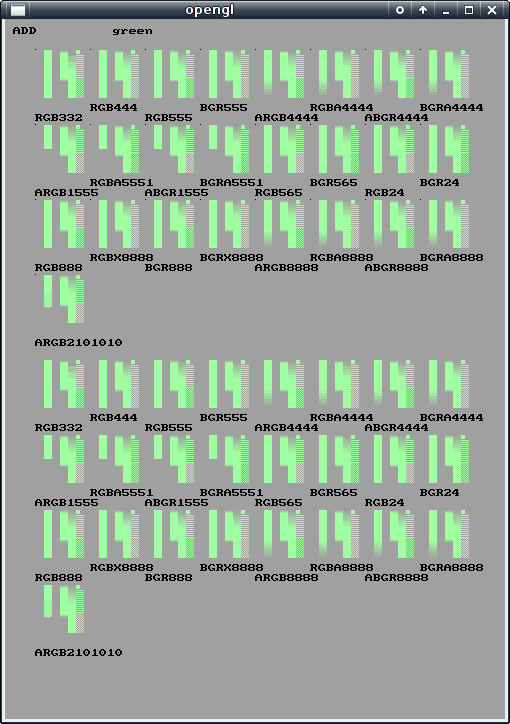 opengl
ADD green
RGB444 BGR555 RGBA4444 BGRA4444
RGB332 RGB555 ARGB4444 ABGR4444
RGBA5551 BGRA5551 BGR565 BGR24
ARGB1555 ABGR1555 RGB565 RGB24
RGBX8888 BGRX8888 RGBA8888 BGRA8888
RGB888 BGR888 ARGB8888 ABGR8888
ARGB2101010
RGB444 BGR555 RGBA4444 BGRA4444
RGB332 RGB555 ARGB4444 ABGR4444
RGBA5551 BGRA5551 BGR565 BGR24
ARGB1555 ABGR1555 RGB565 RGB24
RGBX8888 BGRX8888 RGBA8888 BGRA8888
RGB888 BGR888 ARGB8888 ABGR8888
ARGB2101010